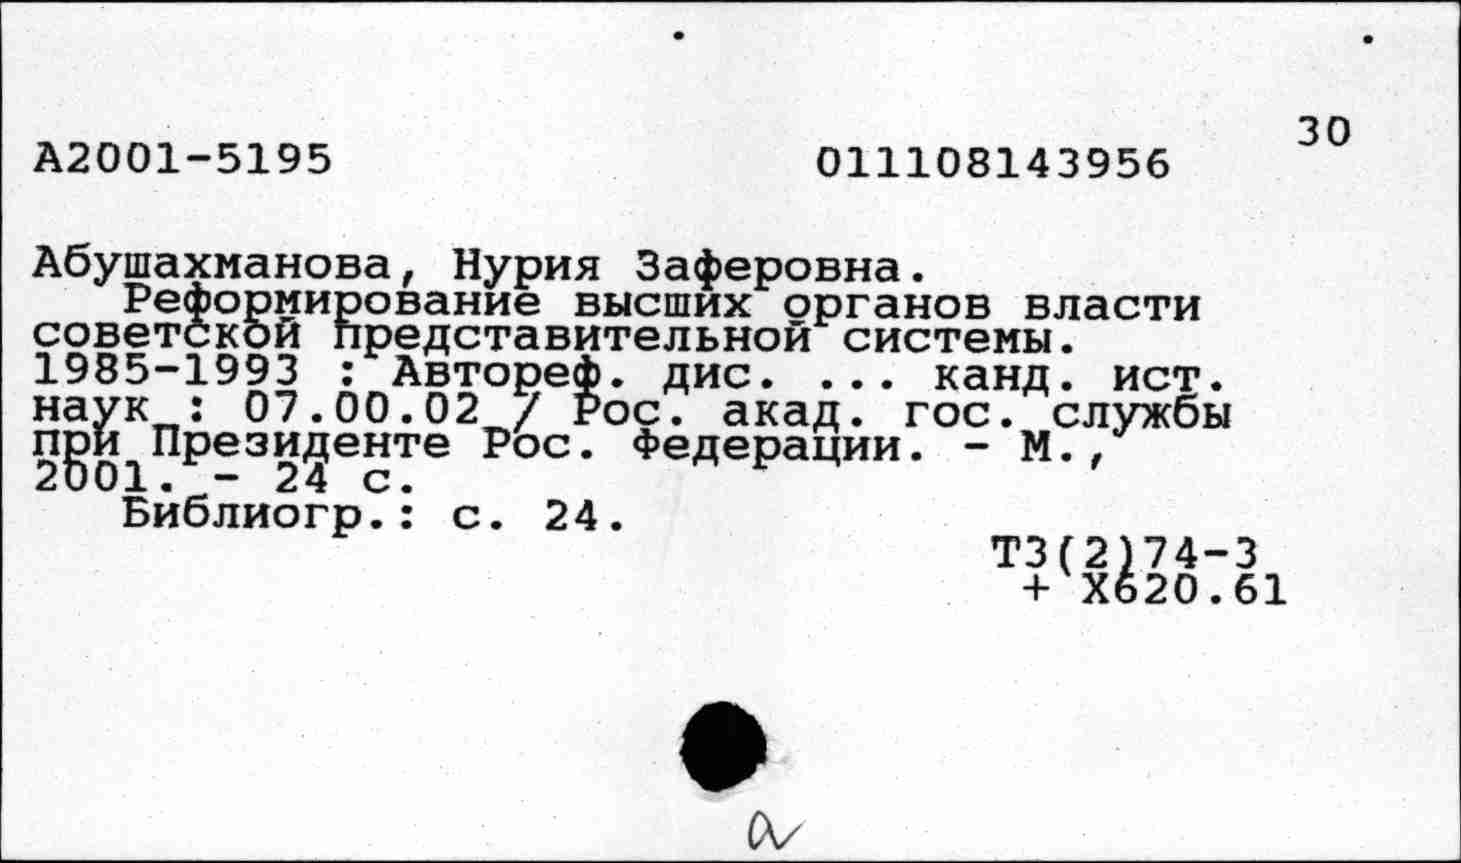 30
А2001-5195 011108143956
Абушахманова, Нурия Заферовна.
Реформирование высших органов власти
советской представительной системы.
1985-1993 : Автореф. дис. ... канд. ист.
наук : 07.00.02 / Рос. акад. гос. службы
при Президенте Рос. Федерации. - М.,
2001. - 24 с.
Библиогр.: с. 24.
Т3(2)74-3
+ Х620.61